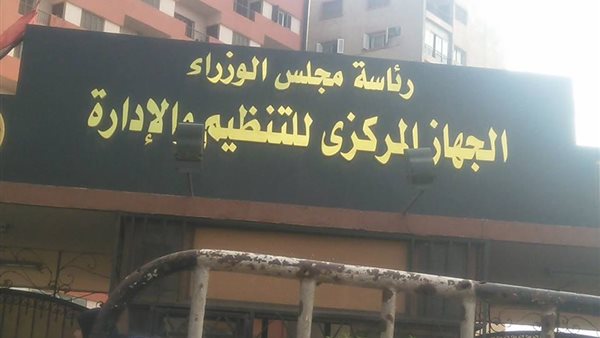 رئاسة مجلس الوزراء
الجهاز المركزى للتنظيم والإدارة